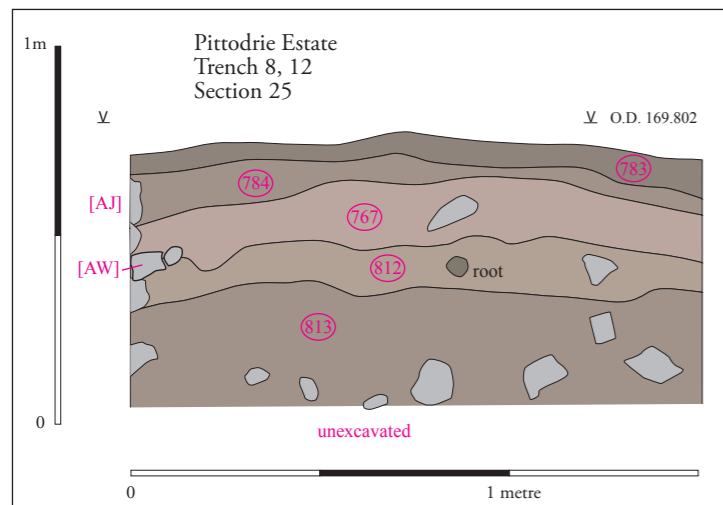 1m
Pittodrie Estate
Trench 8, 12
Section 25
O.D. 169.802
783
784
[AJ]
767
[AW]
812
root
813
0
unexcavated
0
1 metre